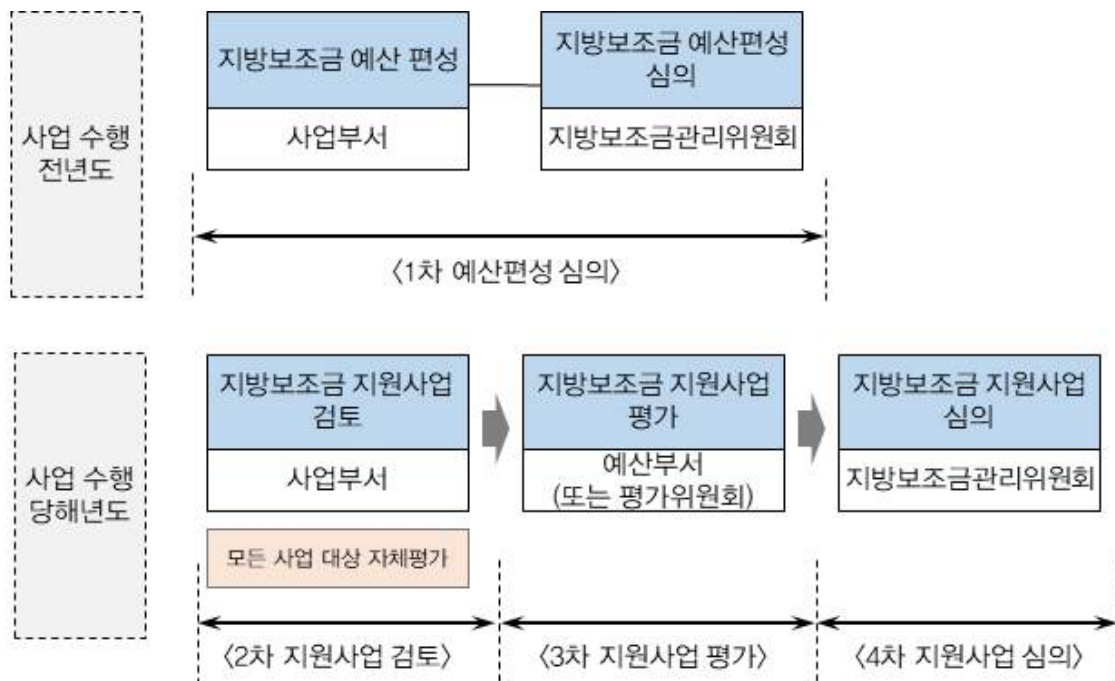 사업 수행
전년도
지방보조금 예산 편성
사업부서
지방보조금 예산편성
심의
지방보조금관리위원회
〈1차 예산편성 심의〉
사업 수행
당해년도
지방보조금 지원사업
검토
사업부서
모든 사업 대상 자체평가
지방보조금 지원사업
평가
예산부서
(또는 평가위원회)
지방보조금 지원사업
심의
지방보조금관리위원회
〈2차 지원사업 검토〉
〈3차 지원사업 평가〉
〈4차 지원사업 심의〉